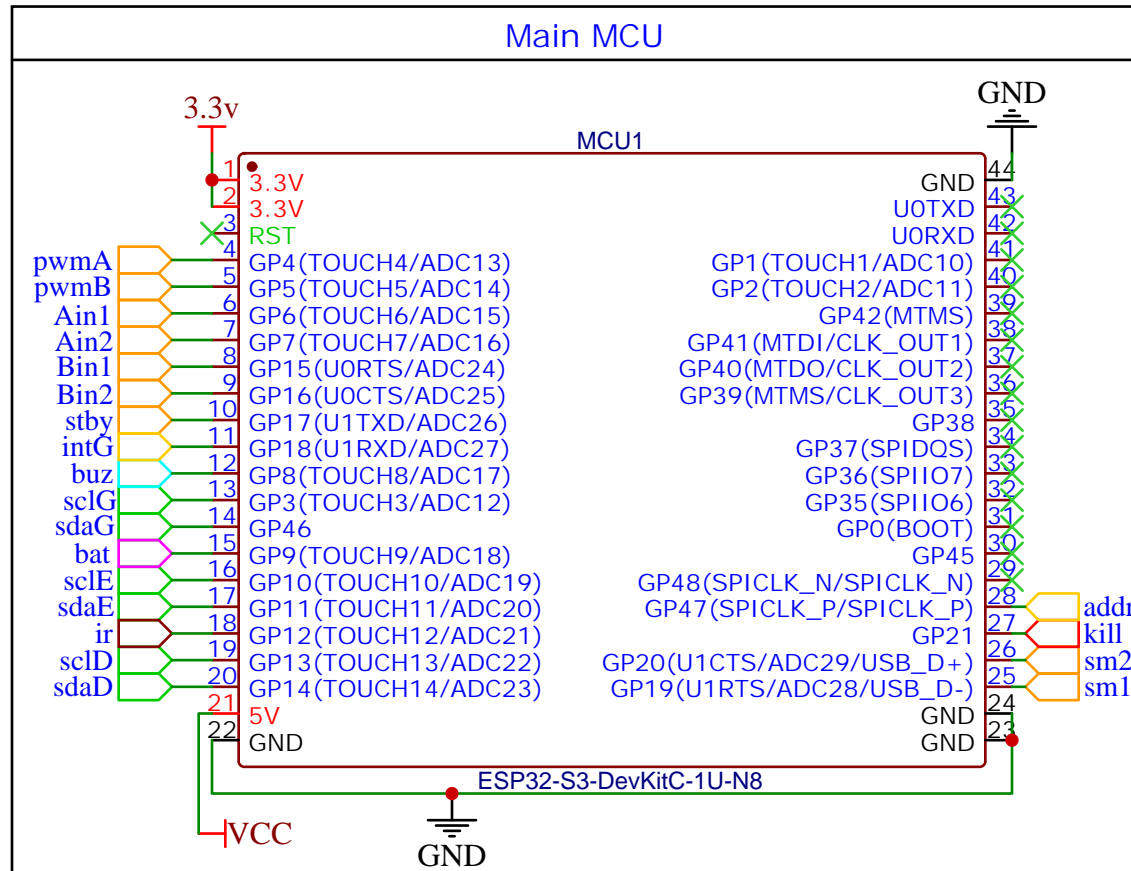 Main MCU
3.3v
GND
MCU1
1
3.3V
2
3.3V
3
RST
pwmA
4
GP4(TOUCH4/ADC13)
pwmB
5
GP5(TOUCH5/ADC14)
Ain1
6
GP6(TOUCH6/ADC15)
Ain2
7
GP7(TOUCH7/ADC16)
Bin1
8
GP15(U0RTS/ADC24)
Bin2
9
GP16(U0CTS/ADC25)
stby
10
GP17(U1TXD/ADC26)
intG
11
GP18(U1RXD/ADC27)
buz
12
GP8(TOUCH8/ADC17)
sclG
13
GP3(TOUCH3/ADC12)
sdaG
14
GP46
bat
15
GP9(TOUCH9/ADC18)
sclE
16
GP10(TOUCH10/ADC19)
sdaE
17
GP11(TOUCH11/ADC20)
ir
18
GP12(TOUCH12/ADC21)
sclD
19
GP13(TOUCH13/ADC22)
sdaD
20
GP14(TOUCH14/ADC23)
21
5V
22
GND
GND
44
U0TXD
43
U0RXD
42
GP1(TOUCH1/ADC10)
41
GP2(TOUCH2/ADC11)
40
GP42(MTMS)
39
GP41(MTDI/CLK_OUT1)
38
GP40(MTDO/CLK_OUT2)
37
GP39(MTMS/CLK_OUT3)
36
GP38
35
GP37(SPIDQS)
34
GP36(SPIIO7)
33
GP35(SPIIO6)
32
GP0(BOOT)
31
GP45
30
GP48(SPICLK_N/SPICLK_N)
29
GP47(SPICLK_P/SPICLK_P)
28
addr
GP21
27
kill
GP20(U1CTS/ADC29/USB_D+)
26
sm2
GP19(U1RTS/ADC28/USB_D-)
25
sm1
GND
24
GND
23
ESP32-S3-DevKitC-1U-N8
VCC
GND